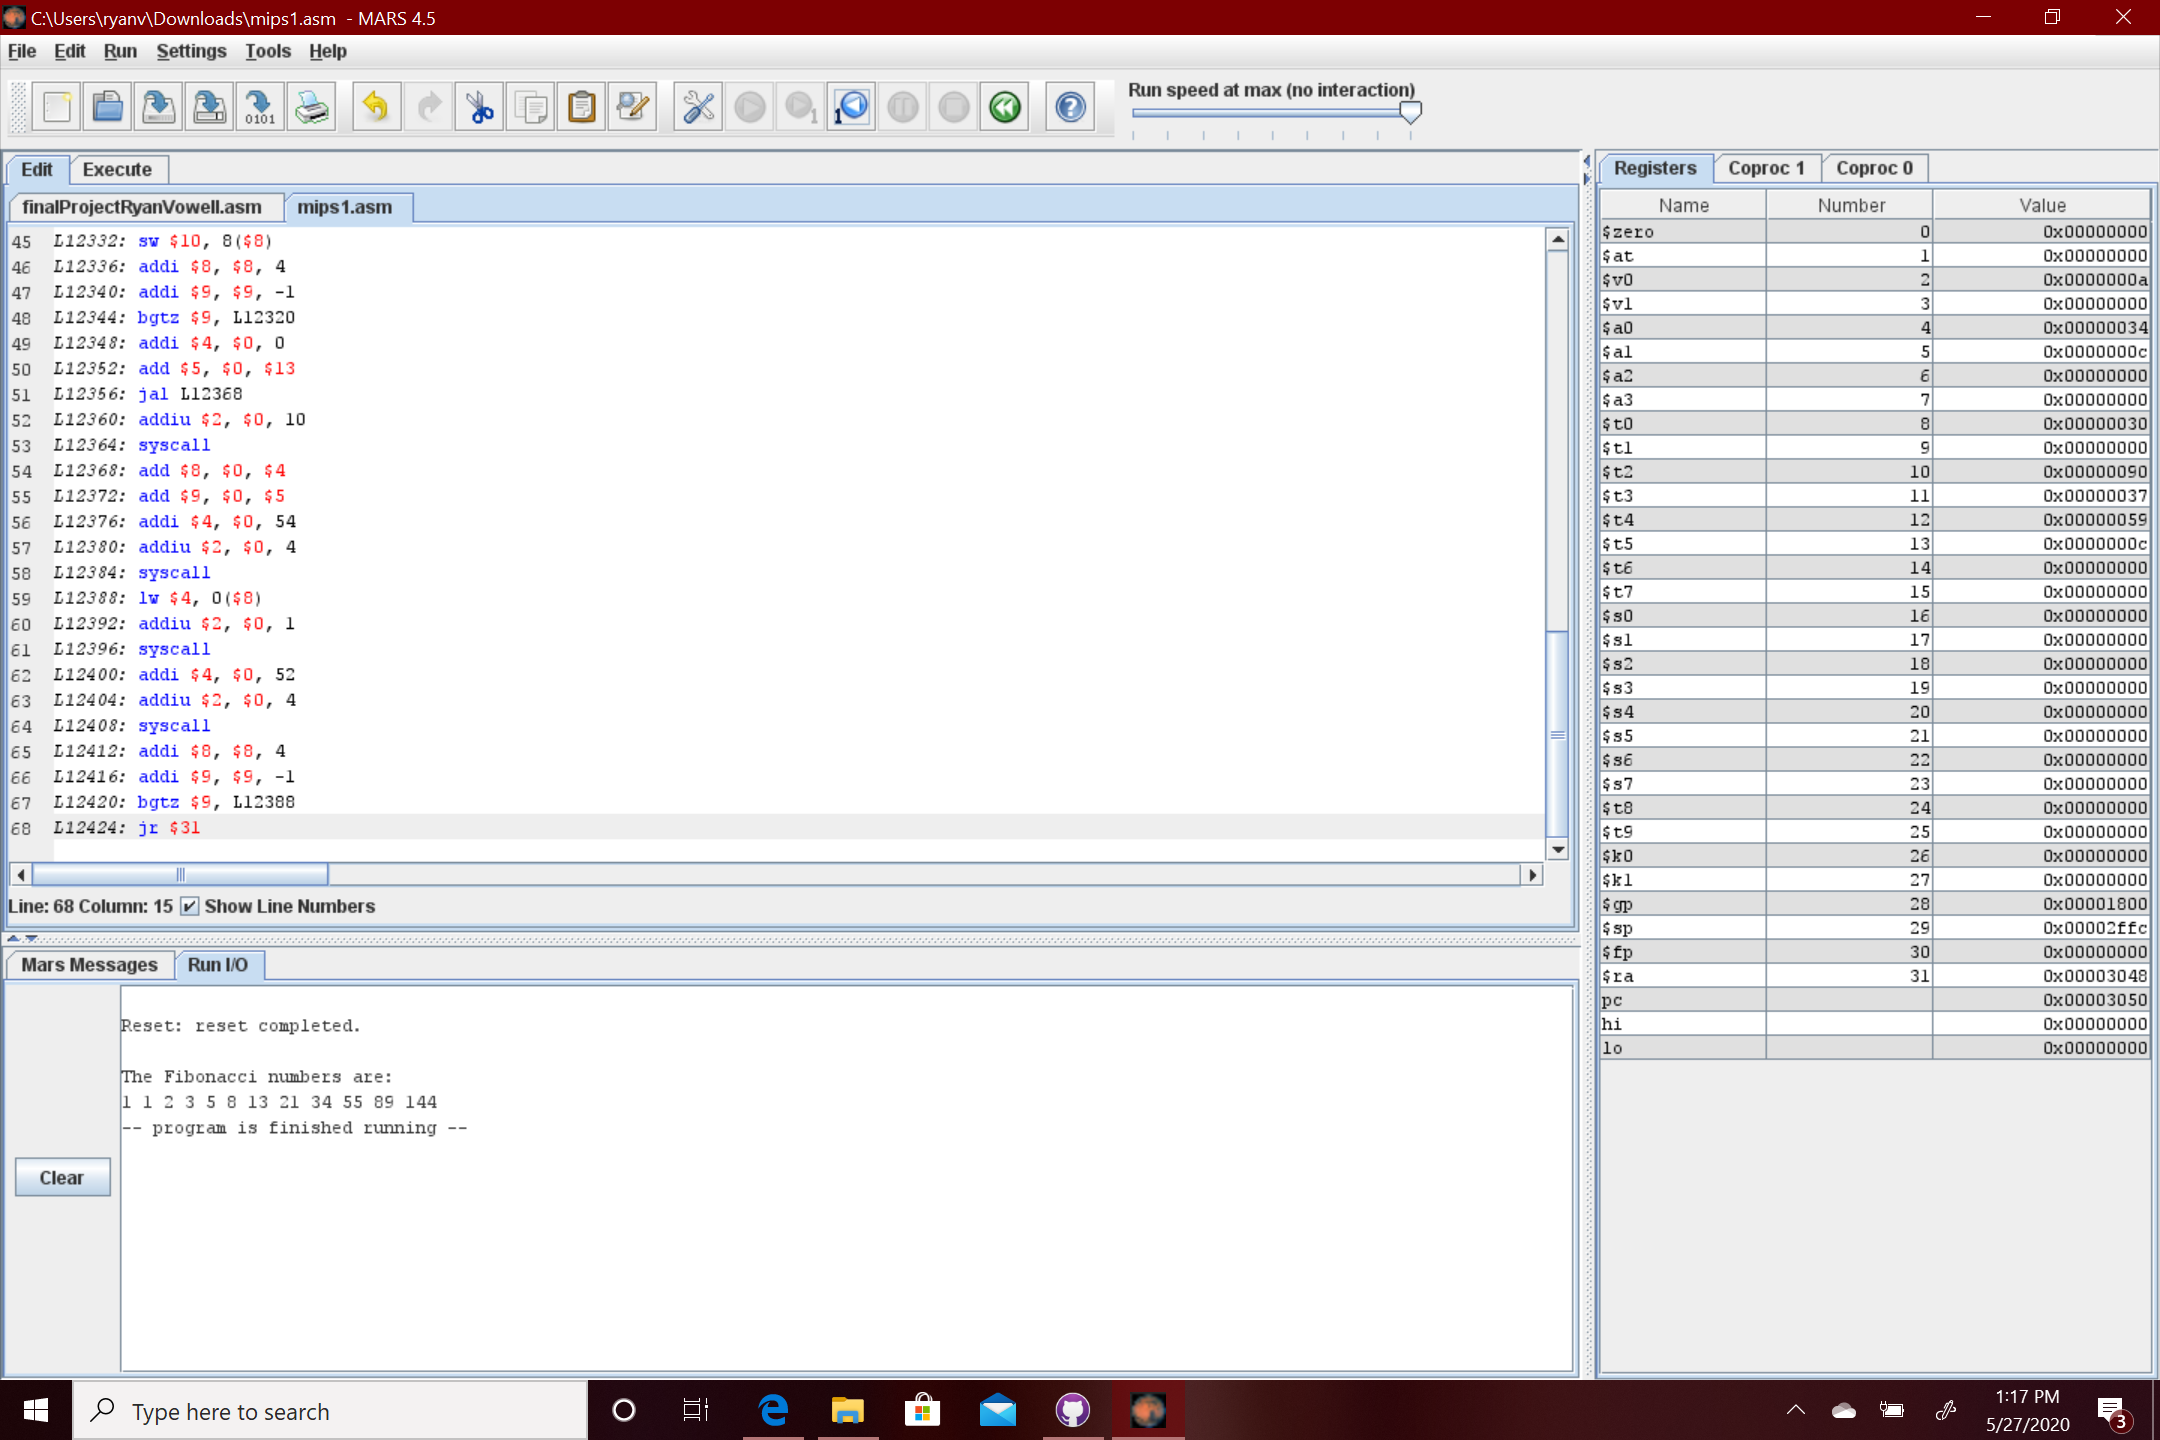 C:\Users\ryanv\Downloads\mips1.asm - MARS 4.5
File Edit Run Settings Tools Help
Run speed at max (no interaction)
Edit Execute
finalProjectRyanVowell.asm mips1.asm
45 L12332: sw $10, 8($8)
46 L12336: addi $8, $8, 4
47 L12340: addi $9, $9, -1
48 L12344: bgtz $9, L12320
49 L12348: addi $4, $0, 0
50 L12352: add $5, $0, $13
51 L12356: jal L12368
52 L12360: addiu $2, $0, 10
53 L12364: syscall
54 L12368: add $8, $0, $4
55 L12372: add $9, $0, $5
56 L12376: addi $4, $0, 54
57 L12380: addiu $2, $0, 4
58 L12384: syscall
59 L12388: lw $4, 0($8)
60 L12392: addiu $2, $0, 1
61 L12396: syscall
62 L12400: addi $4, $0, 52
63 L12404: addiu $2, $0, 4
64 L12408: syscall
65 L12412: addi $8, $8, 4
66 L12416: addi $9, $9, -1
67 L12420: bgtz $9, L12388
68 L12424: jr $31
Line: 68 Column: 15 Show Line Numbers
Mars Messages Run I/O
Reset: reset completed.
The Fibonacci numbers are:
1 1 2 3 5 8 13 21 34 55 89 144
-- program is finished running --
Clear
Registers Coproc 1 Coproc 0
Name Number Value
$zero 0 0x00000000
$at 1 0x00000000
$v0 2 0x0000000a
$v1 3 0x00000000
$a0 4 0x00000034
$a1 5 0x0000000c
$a2 6 0x00000000
$a3 7 0x00000000
$t0 8 0x00000030
$t1 9 0x00000000
$t2 10 0x00000090
$t3 11 0x00000037
$t4 12 0x00000059
$t5 13 0x0000000c
$t6 14 0x00000000
$t7 15 0x00000000
$s0 16 0x00000000
$s1 17 0x00000000
$s2 18 0x00000000
$s3 19 0x00000000
$s4 20 0x00000000
$s5 21 0x00000000
$s6 22 0x00000000
$s7 23 0x00000000
$t8 24 0x00000000
$t9 25 0x00000000
$k0 26 0x00000000
$k1 27 0x00000000
$gp 28 0x00001800
$sp 29 0x00002ffc
$fp 30 0x00000000
$ra 31 0x00003048
pc 0x00003050
hi 0x00000000
lo 0x00000000
Type here to search
1:17 PM
5/27/2020
3